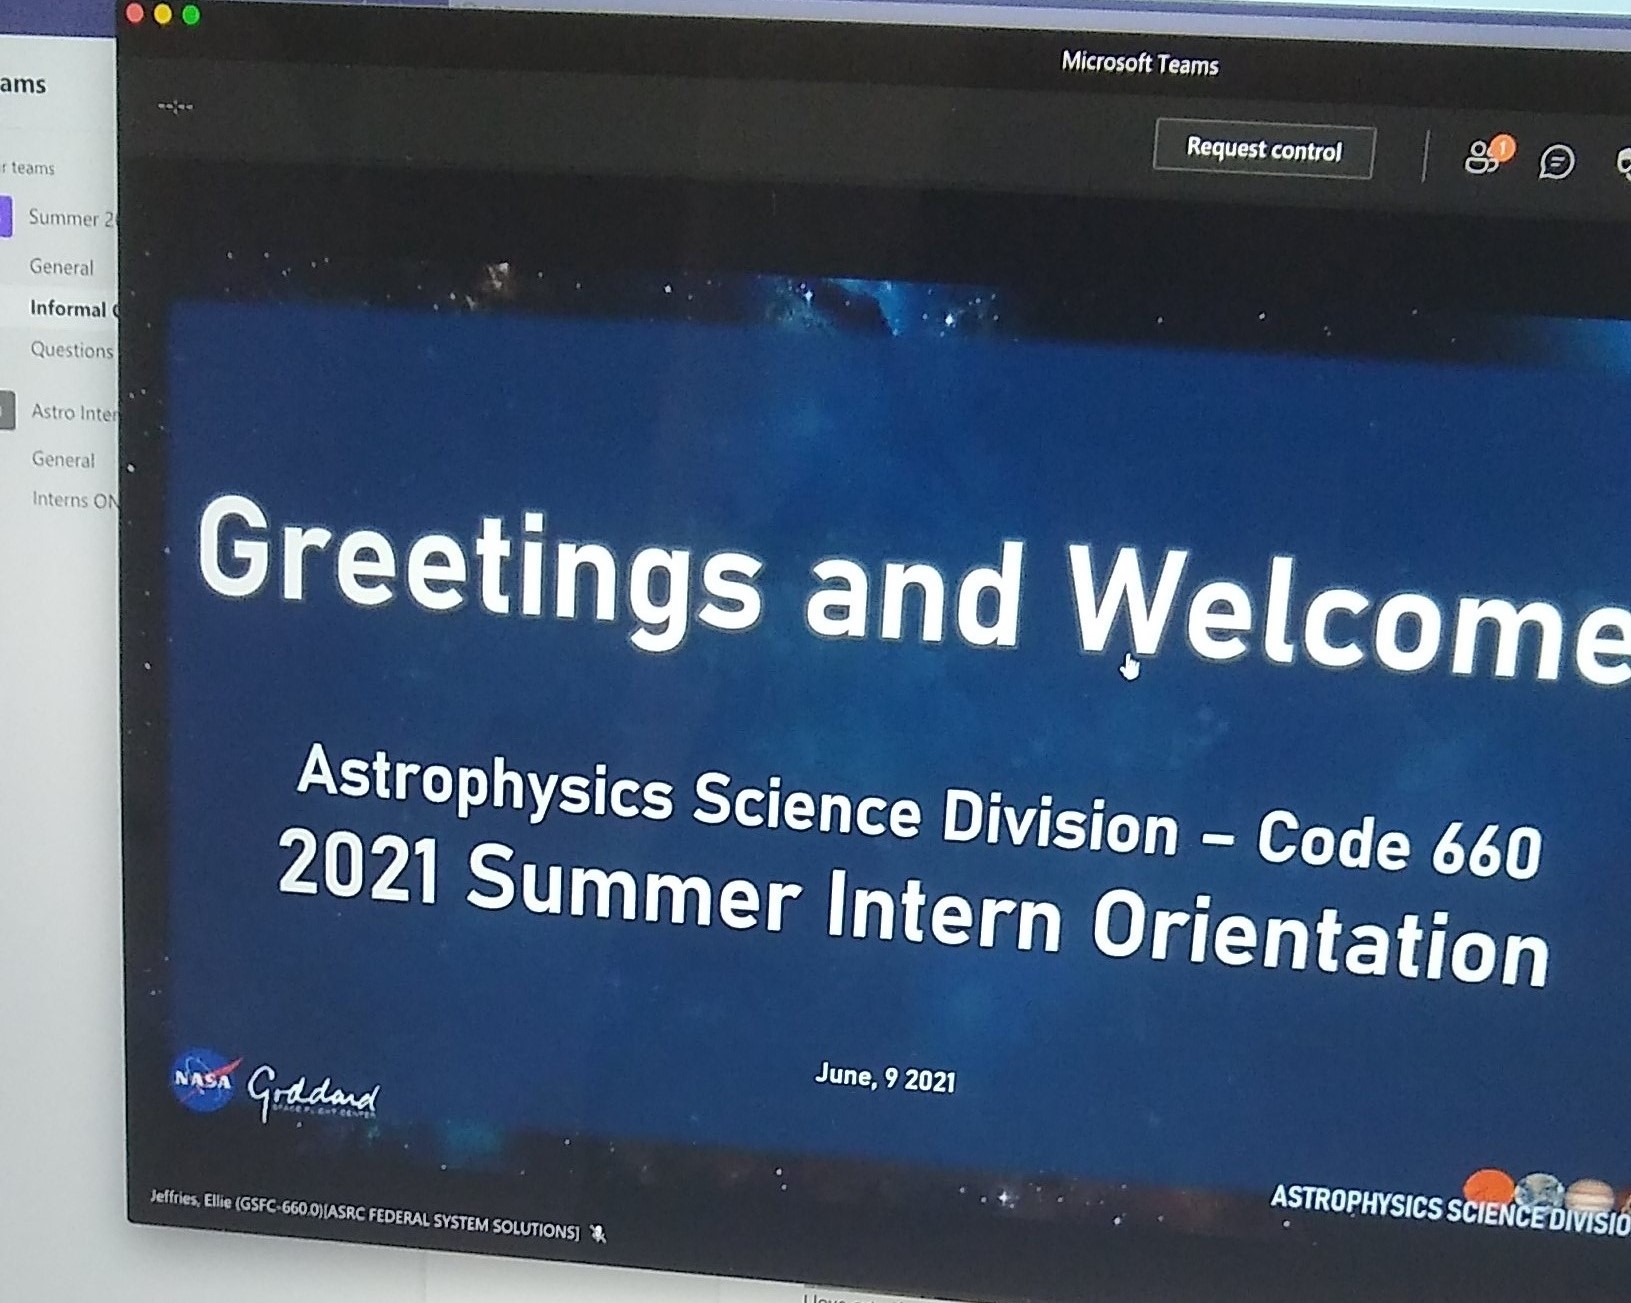 ams
r teams
Summer 2
General
Informal
Questions
Astro Inter
General
Interns ON
Microsoft Teams
--:--
Request control
1
Greetings and Welcome
Astrophysics Science Division – Code 660
2021 Summer Intern Orientation
June, 9 2021
NASA Goddard
SPACE FLIGHT CENTER
ASTROPHYSICS SCIENCE DIVISIO
Jeffries, Ellie (GSFC-660.0)[ASRC FEDERAL SYSTEM SOLUTIONS]